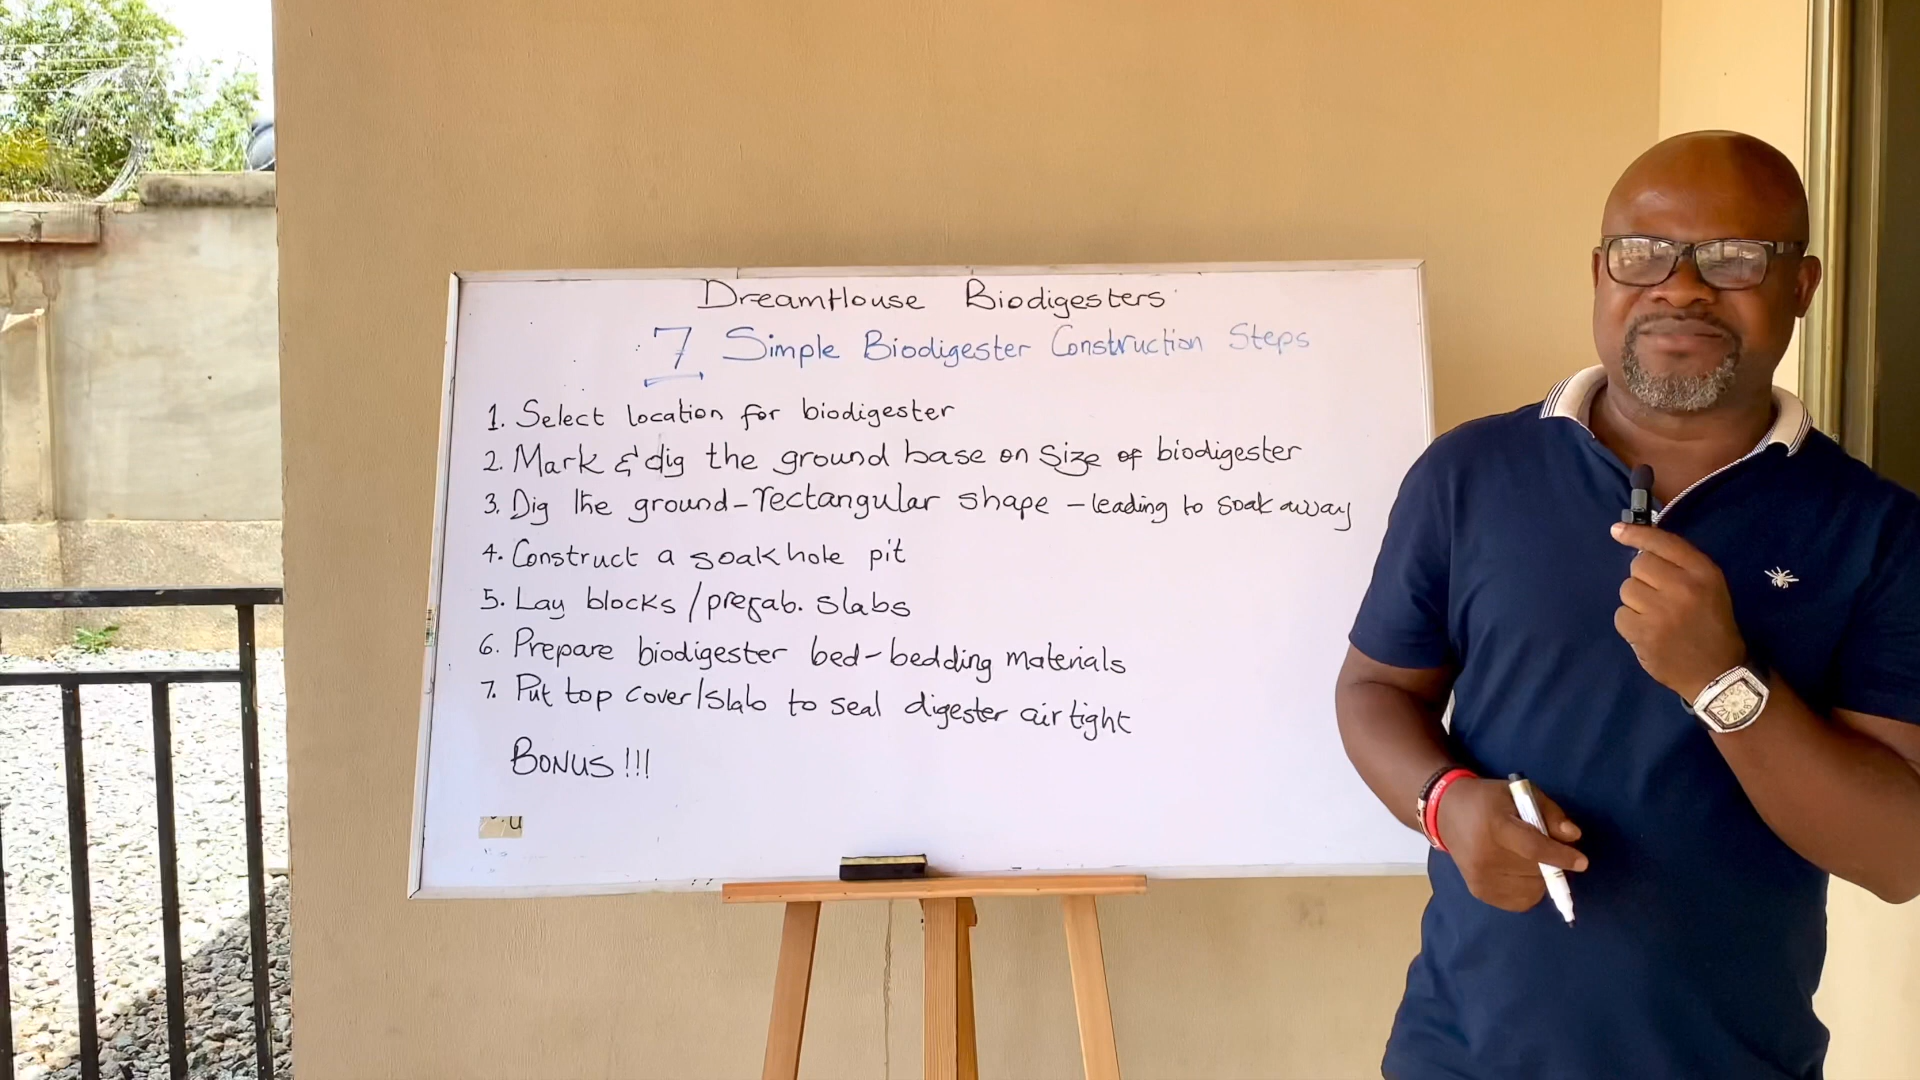 DreamHouse Biodigesters
7 Simple Biodigester Construction Steps
1. Select location for biodigester
2. Mark & dig the ground base on size of biodigester
3. Dig the ground - rectangular shape - leading to soak away
4. Construct a soak hole pit
5. Lay blocks / prefab. slabs
6. Prepare biodigester bed - bedding materials
7. Put top cover/slab to seal digester air tight
BONUS !!!